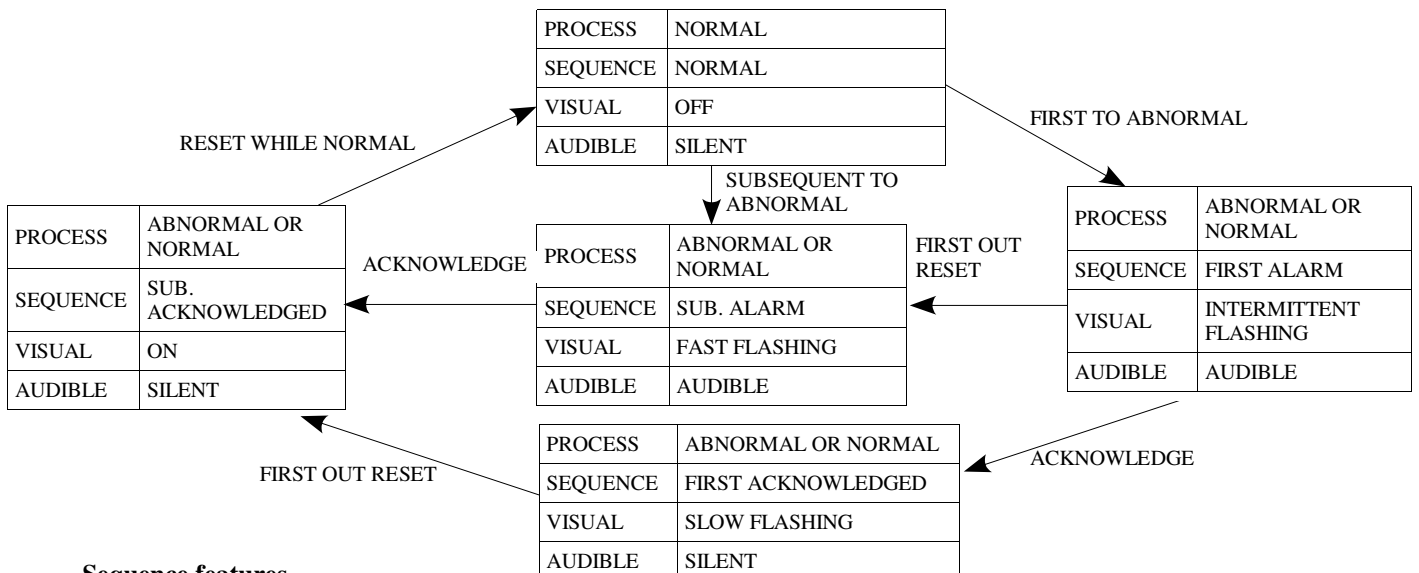 PROCESS NORMAL
SEQUENCE NORMAL
VISUAL OFF
AUDIBLE SILENT
RESET WHILE NORMAL
FIRST TO ABNORMAL
SUBSEQUENT TO
ABNORMAL
PROCESS ABNORMAL OR
NORMAL
SEQUENCE SUB.
ACKNOWLEDGED
VISUAL ON
AUDIBLE SILENT
ACKNOWLEDGE
PROCESS ABNORMAL OR
NORMAL
SEQUENCE SUB. ALARM
VISUAL FAST FLASHING
AUDIBLE AUDIBLE
FIRST OUT
RESET
PROCESS ABNORMAL OR
NORMAL
SEQUENCE FIRST ALARM
VISUAL INTERMITTENT
FLASHING
AUDIBLE AUDIBLE
FIRST OUT RESET
PROCESS ABNORMAL OR NORMAL
SEQUENCE FIRST ACKNOWLEDGED
VISUAL SLOW FLASHING
AUDIBLE SILENT
ACKNOWLEDGE
Sequence features